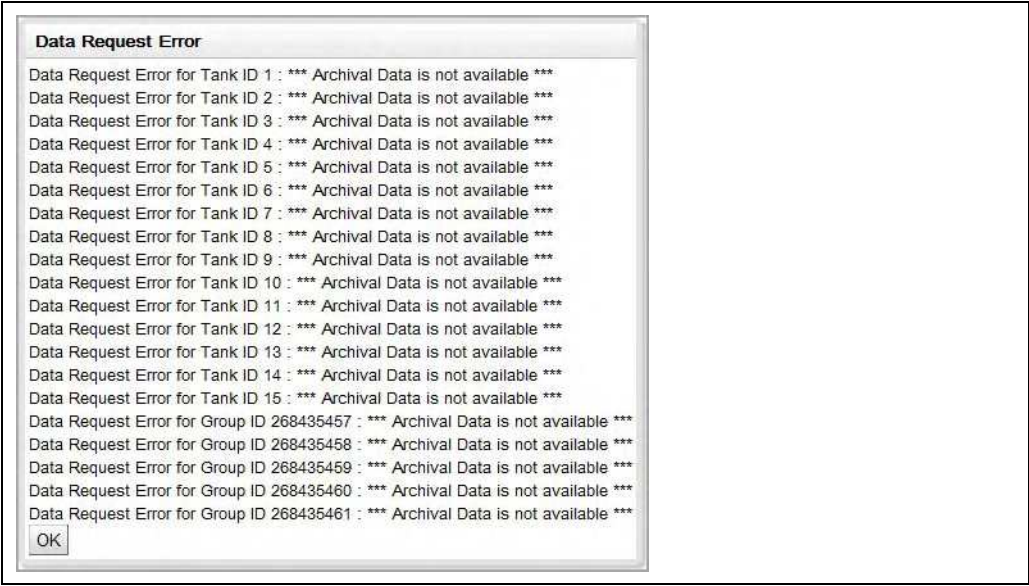 Data Request Error
Data Request Error for Tank ID 1 : *** Archival Data is not available ***
Data Request Error for Tank ID 2 : *** Archival Data is not available ***
Data Request Error for Tank ID 3 : *** Archival Data is not available ***
Data Request Error for Tank ID 4 : *** Archival Data is not available ***
Data Request Error for Tank ID 5 : *** Archival Data is not available ***
Data Request Error for Tank ID 6 : *** Archival Data is not available ***
Data Request Error for Tank ID 7 : *** Archival Data is not available ***
Data Request Error for Tank ID 8 : *** Archival Data is not available ***
Data Request Error for Tank ID 9 : *** Archival Data is not available ***
Data Request Error for Tank ID 10 : *** Archival Data is not available ***
Data Request Error for Tank ID 11 : *** Archival Data is not available ***
Data Request Error for Tank ID 12 : *** Archival Data is not available ***
Data Request Error for Tank ID 13 : *** Archival Data is not available ***
Data Request Error for Tank ID 14 : *** Archival Data is not available ***
Data Request Error for Tank ID 15 : *** Archival Data is not available ***
Data Request Error for Group ID 268435457 : *** Archival Data is not available ***
Data Request Error for Group ID 268435458 : *** Archival Data is not available ***
Data Request Error for Group ID 268435459 : *** Archival Data is not available ***
Data Request Error for Group ID 268435460 : *** Archival Data is not available ***
Data Request Error for Group ID 268435461 : *** Archival Data is not available ***
OK